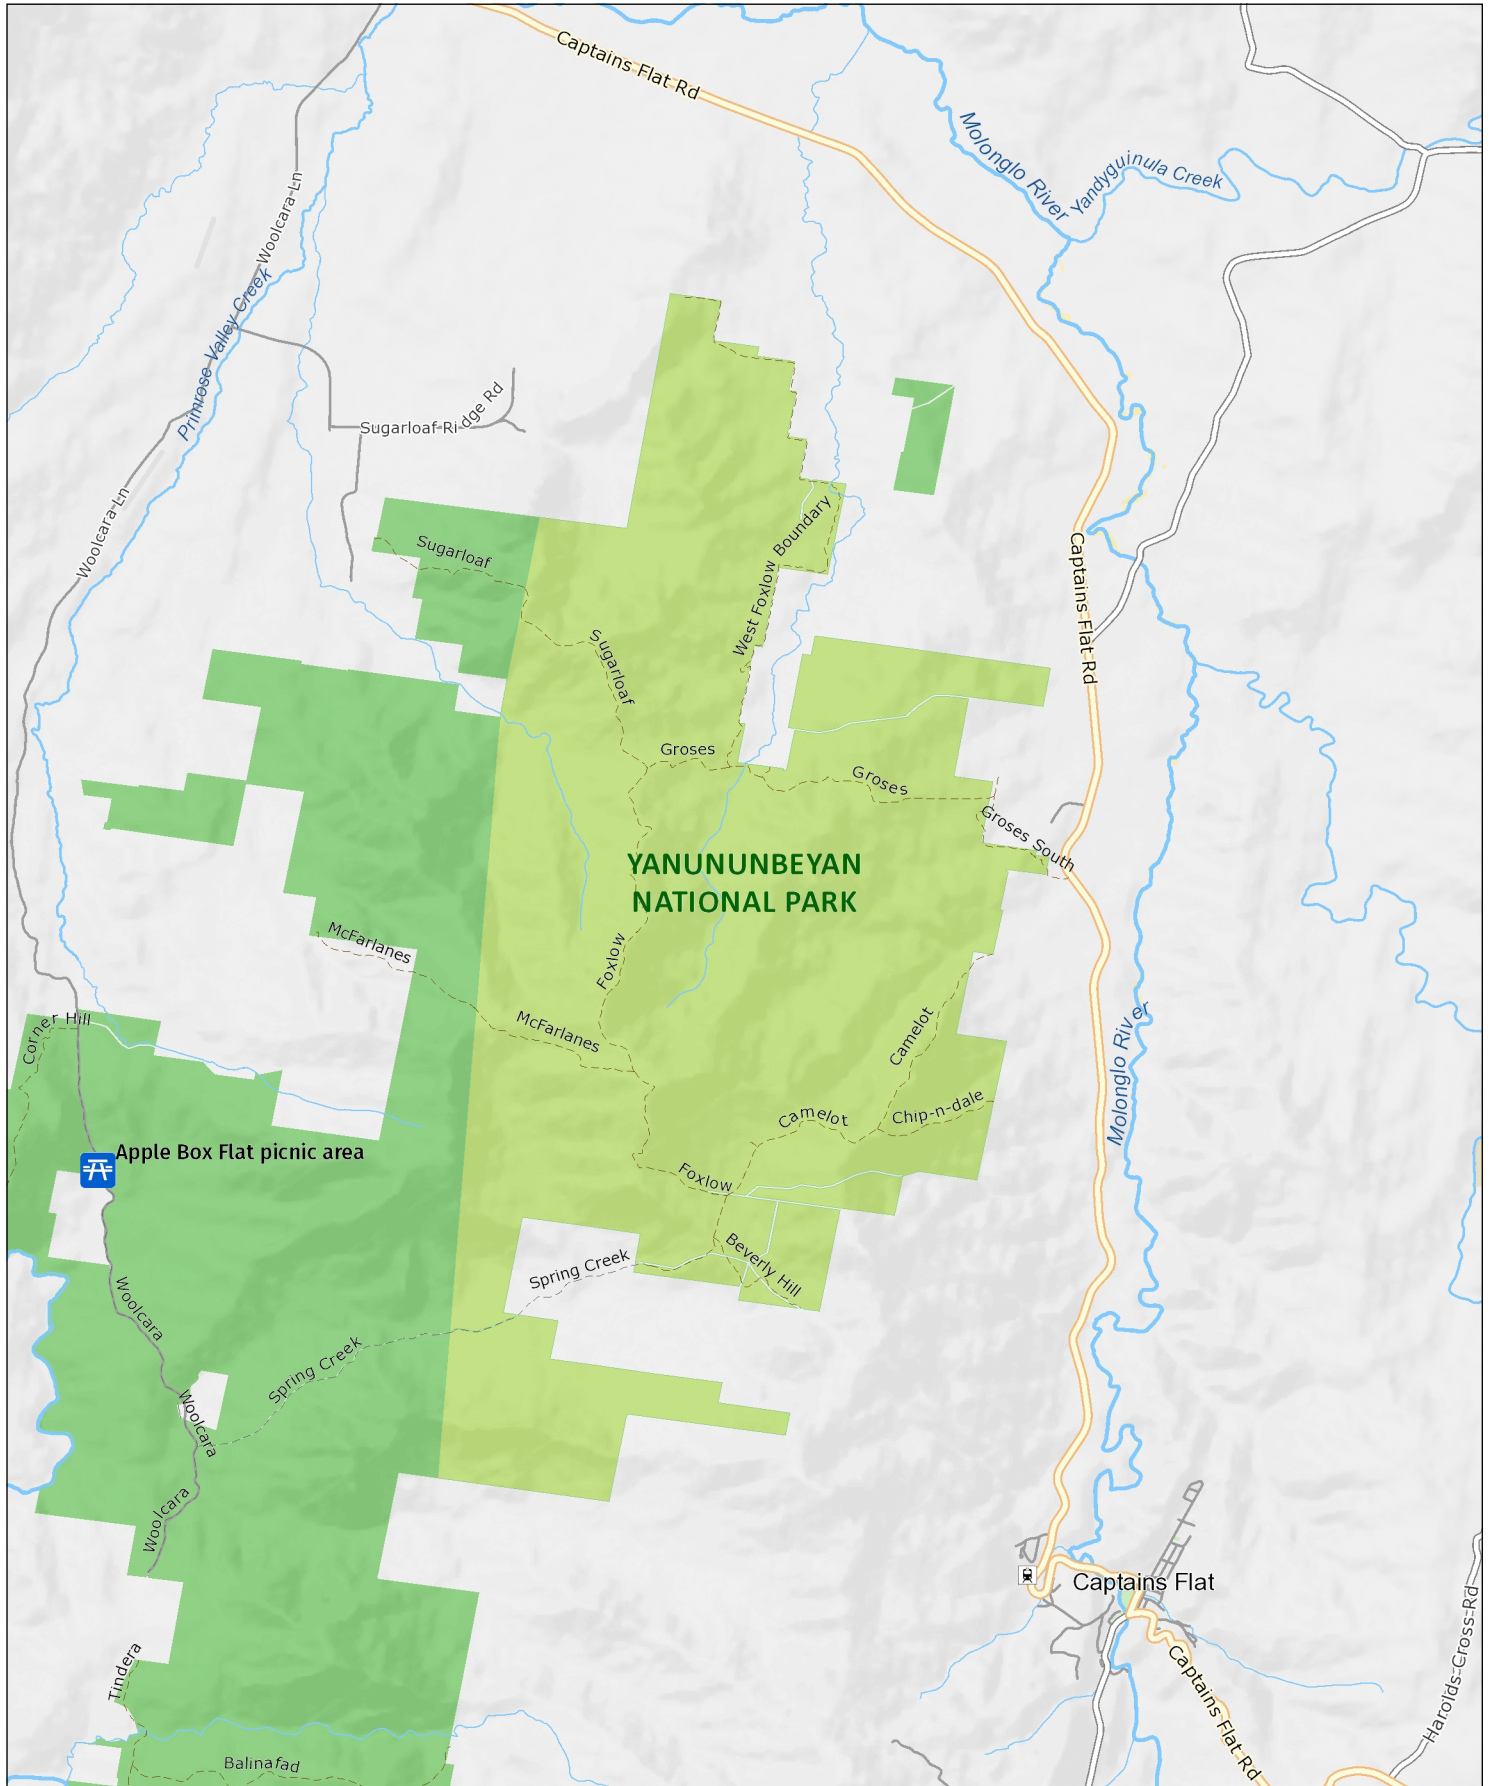 Captains Flat Rd
Molonglo River
Yandyguinula Creek
Woolcara Ln
Primrose Valley Creek
Sugarloaf Ridge Rd
Woolcara Ln
Boundary
Sugarloaf
Captains Flat Rd
West Foxlow
Sugarloaf
Groses
Groses
Groses South
YANUNUNBEYAN
NATIONAL PARK
McFarlanes
Foxlow
Corner Hill
McFarlanes
Camelot
Molonglo River
Camelot
Chip-n-dale
Apple Box Flat picnic area
Foxlow
Beverly Hill
Spring Creek
Woolcara
Spring Creek
Woolcara
Woolcara
Captains Flat
Tindera
Captains Flat Rd
Harolds Cross Rd
Balinafad